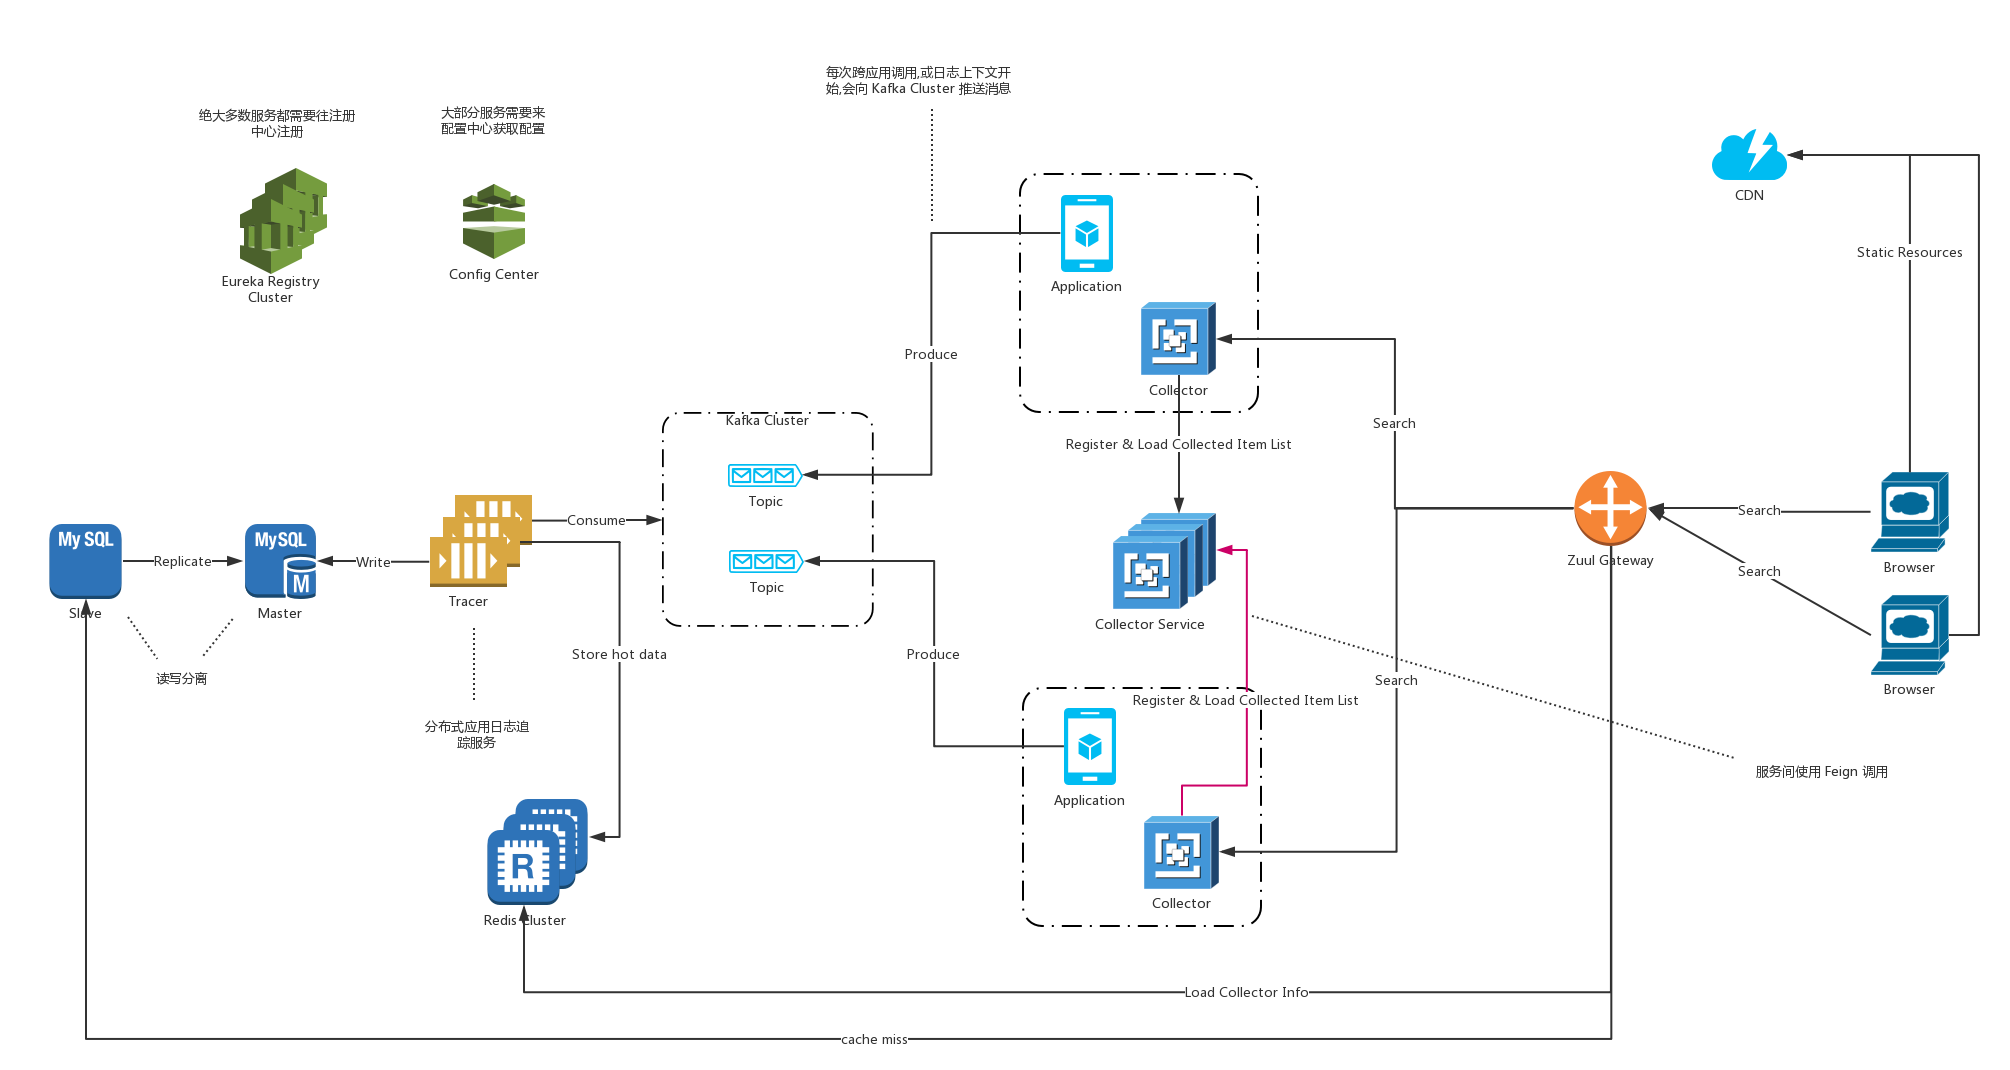 每次跨应用调用,或日志上下文开
始,会向 Kafka Cluster 推送消息
绝大多数服务都需要往注册
中心注册
大部分服务需要来
配置中心获取配置
Eureka Registry
Cluster
Config Center
CDN
Static Resources
Application
Produce
Collector
Kafka Cluster
Search
Register & Load Collected Item List
Topic
Consume
Search
My SQL
MySQL
M
Replicate
Write
Zuul Gateway
Browser
Search
Topic
Tracer
Slave
Master
Collector Service
Store hot data
Produce
读写分离
Search
Browser
Register & Load Collected Item List
分布式应用日志追
踪服务
服务间使用 Feign 调用
Application
R
Collector
Redis Cluster
Load Collector Info
cache miss